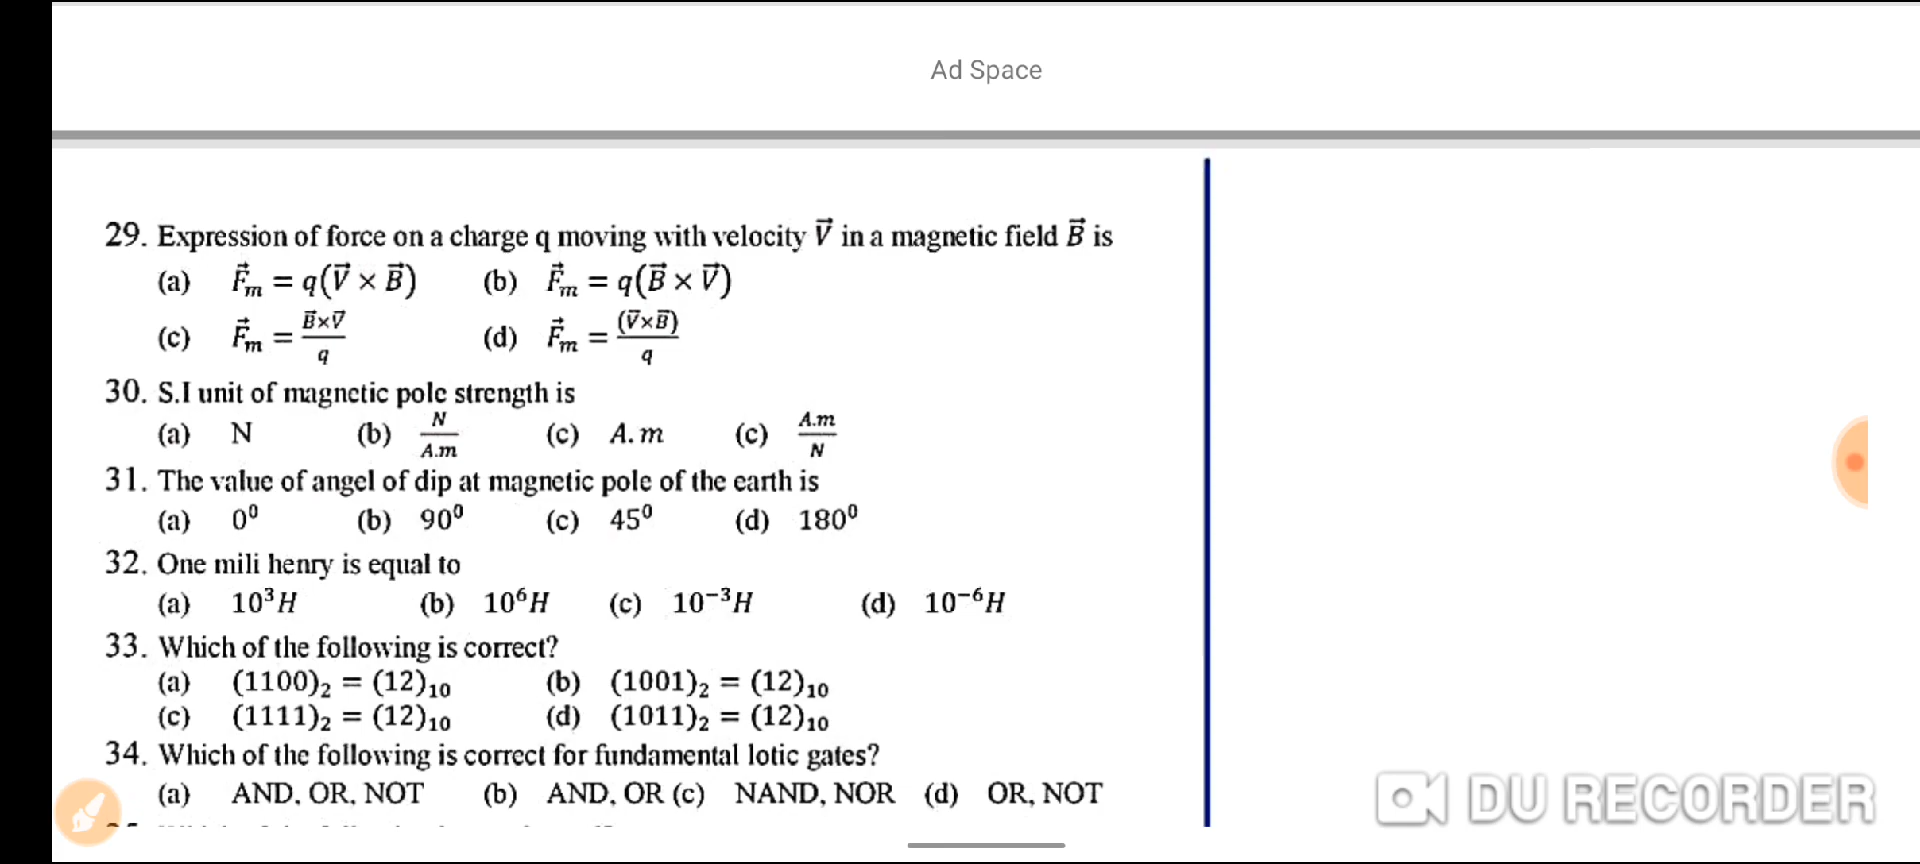 Ad Space
29. Expression of force on a charge q moving with velocity V⃗ in a magnetic field B⃗ is
(a) F⃗ₘ = q(V⃗ × B⃗) (b) F⃗ₘ = q(B⃗ × V⃗)
(c) F⃗ₘ = B⃗×V⃗/q (d) F⃗ₘ = (V⃗×B⃗)/q
30. S.I unit of magnetic pole strength is
(a) N (b) N/A.m (c) A.m (c) A.m/N
31. The value of angel of dip at magnetic pole of the earth is
(a) 0⁰ (b) 90⁰ (c) 45⁰ (d) 180⁰
32. One mili henry is equal to
(a) 10³H (b) 10⁶H (c) 10⁻³H (d) 10⁻⁶H
33. Which of the following is correct?
(a) (1100)₂ = (12)₁₀ (b) (1001)₂ = (12)₁₀
(c) (1111)₂ = (12)₁₀ (d) (1011)₂ = (12)₁₀
34. Which of the following is correct for fundamental lotic gates?
(a) AND, OR, NOT (b) AND, OR (c) NAND, NOR (d) OR, NOT
DU RECORDER